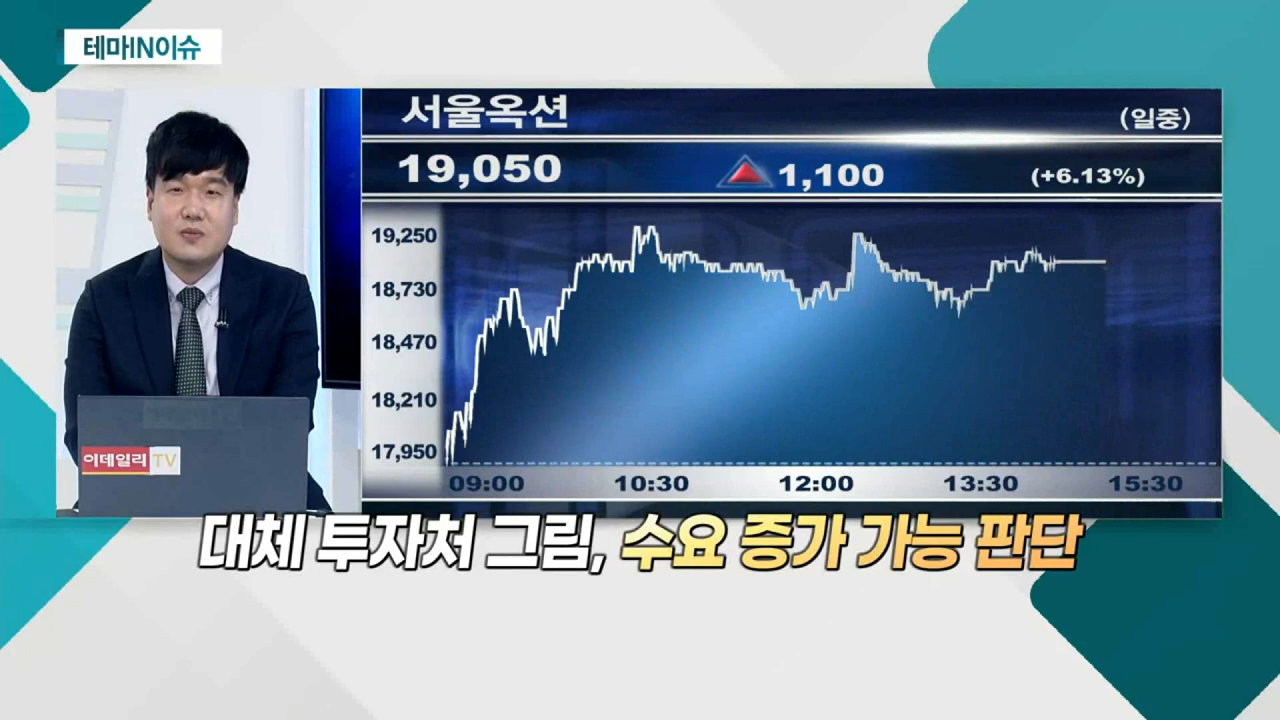 테마IN이슈
서울옥션 (일중)
19,050 1,100 (+6.13%)
19,250
18,730
18,470
18,210
17,950
09:00 10:30 12:00 13:30 15:30
이데일리TV
대체 투자처 그림, 수요 증가 가능 판단